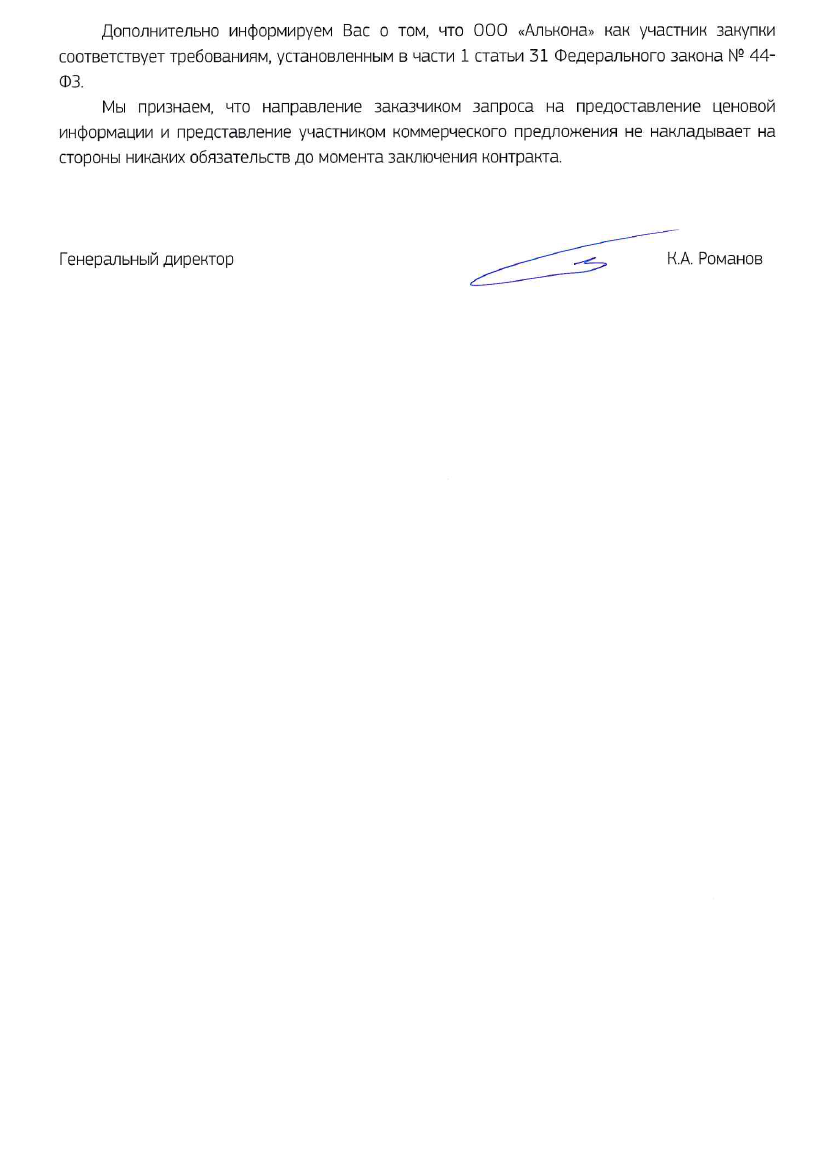 Дополнительно информируем Вас о том, что ООО «Алькона» как участник закупки
соответствует требованиям, установленным в части 1 статьи 31 Федерального закона № 44-
ФЗ.
Мы признаем, что направление заказчиком запроса на предоставление ценовой
информации и представление участником коммерческого предложения не накладывает на
стороны никаких обязательств до момента заключения контракта.
Генеральный директор К.А. Романов